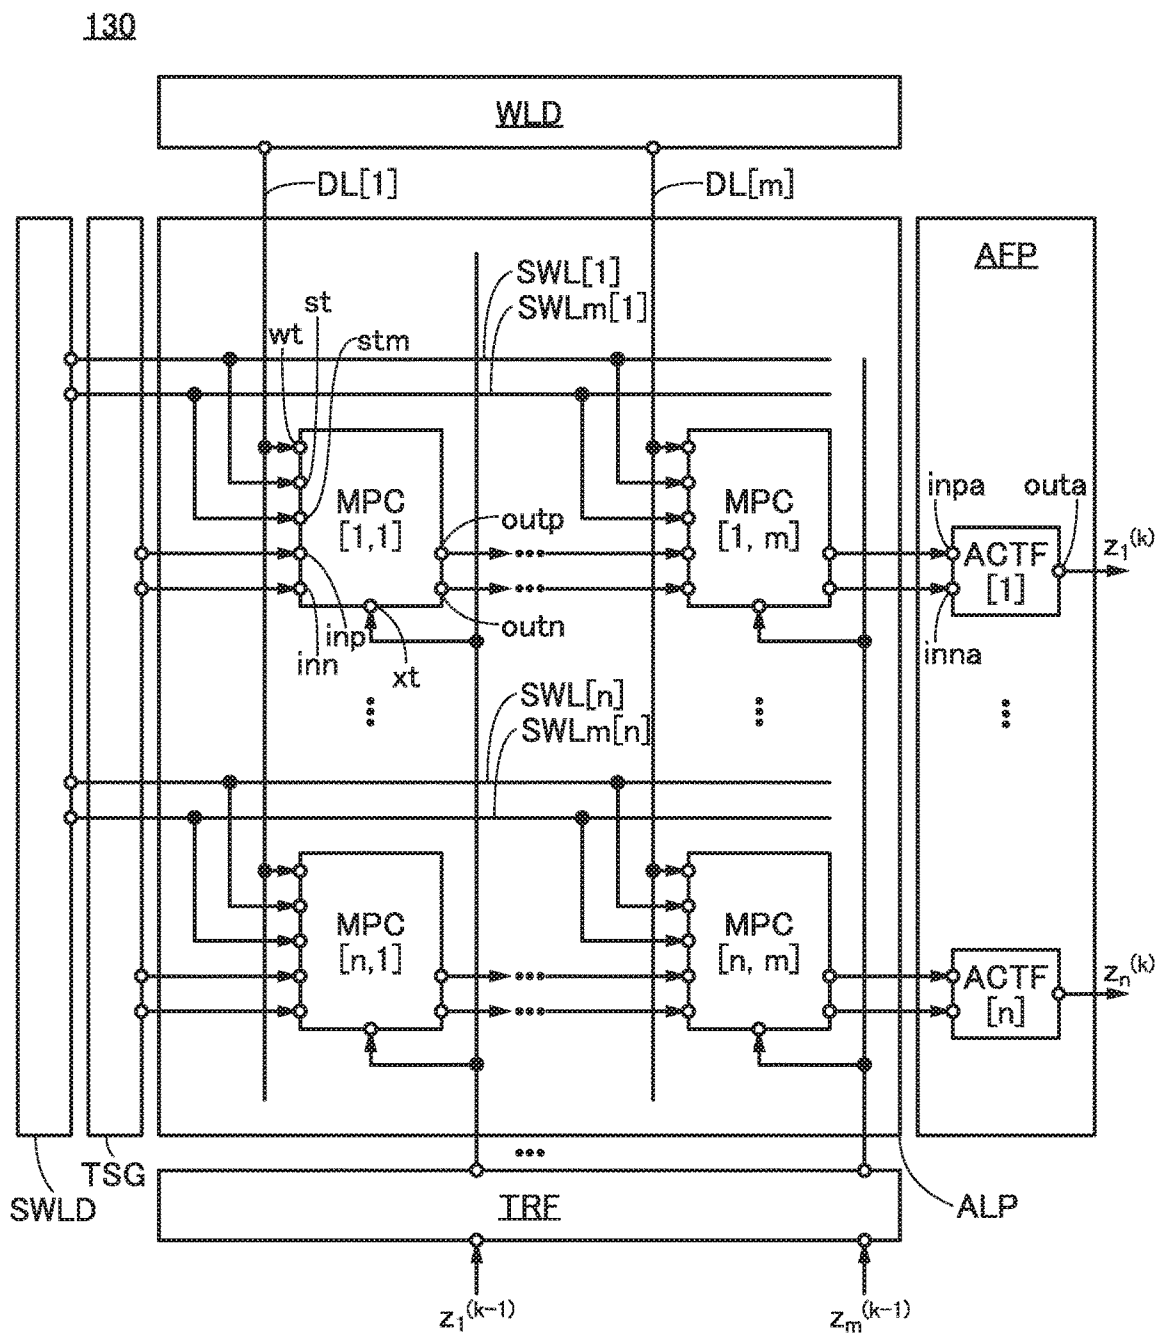 130
WLD
DL[1]
DL[m]
AFP
SWL[1]
SWLm[1]
st
wt
stm
MPC
[1,1]
MPC
[1, m]
outp
outn
inpa
outa
ACTF
[1]
z₁⁽ᵏ⁾
inna
inp
inn
xt
SWL[n]
SWLm[n]
MPC
[n,1]
MPC
[n, m]
ACTF
[n]
zₙ⁽ᵏ⁾
TSG
SWLD
TRF
ALP
z₁⁽ᵏ⁻¹⁾
zₘ⁽ᵏ⁻¹⁾